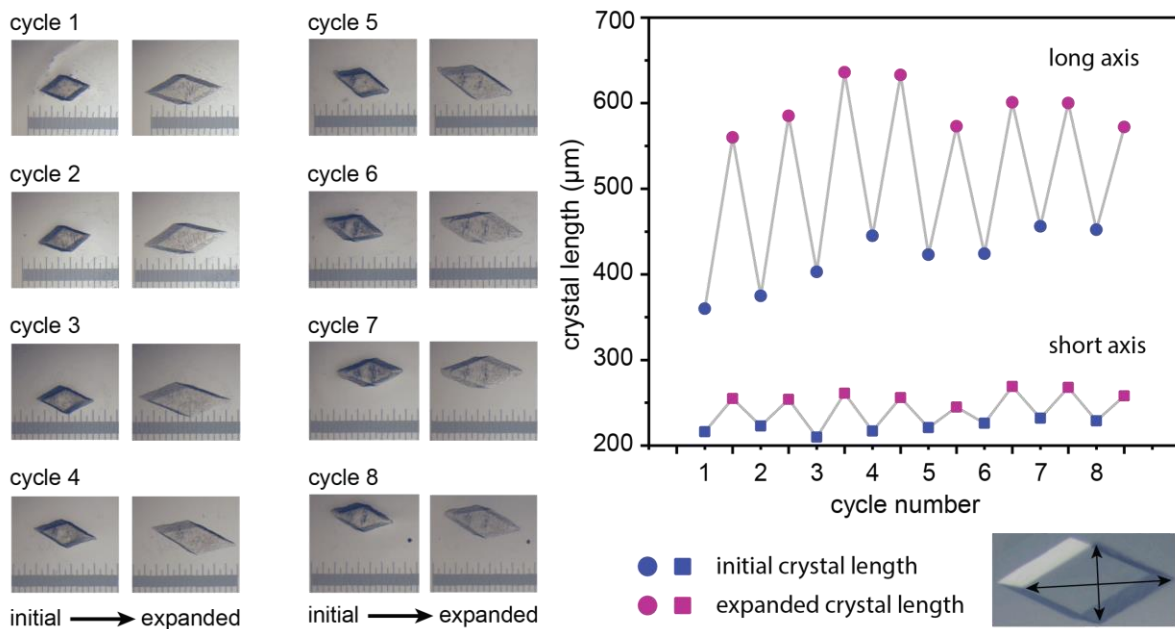 cycle 1
cycle 5
cycle 2
cycle 6
cycle 3
cycle 7
cycle 4
cycle 8
initial expanded
initial expanded
700
600
500
400
300
200
crystal length (µm)
long axis
short axis
1 2 3 4 5 6 7 8
cycle number
initial crystal length
expanded crystal length